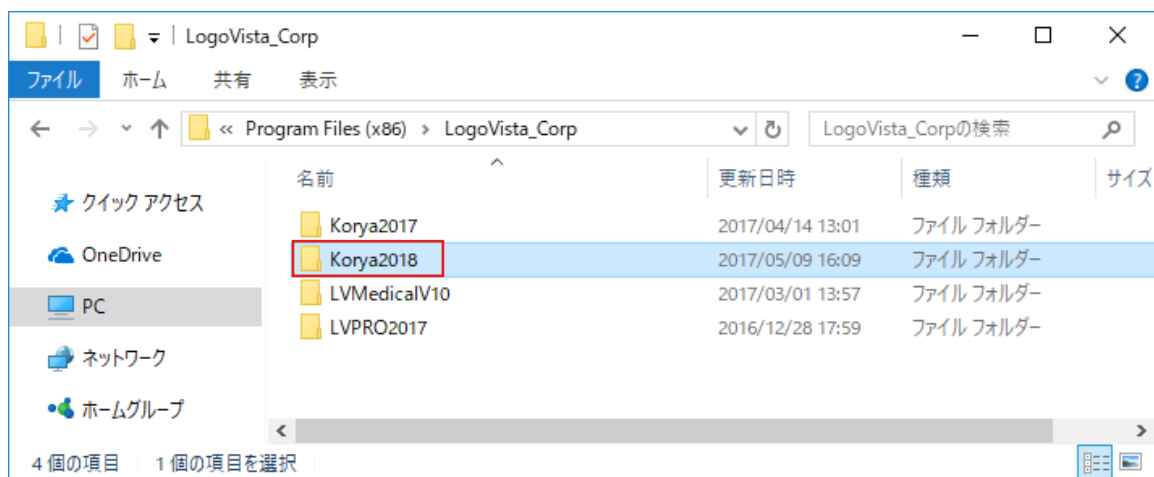 LogoVista_Corp
ファイル ホーム 共有 表示
« Program Files (x86) › LogoVista_Corp LogoVista_Corpの検索
名前 更新日時 種類 サイズ
クイック アクセス
OneDrive
PC
ネットワーク
ホームグループ
Korya2017 2017/04/14 13:01 ファイル フォルダー
Korya2018 2017/05/09 16:09 ファイル フォルダー
LVMedicalV10 2017/03/01 13:57 ファイル フォルダー
LVPRO2017 2016/12/28 17:59 ファイル フォルダー
4 個の項目 1 個の項目を選択